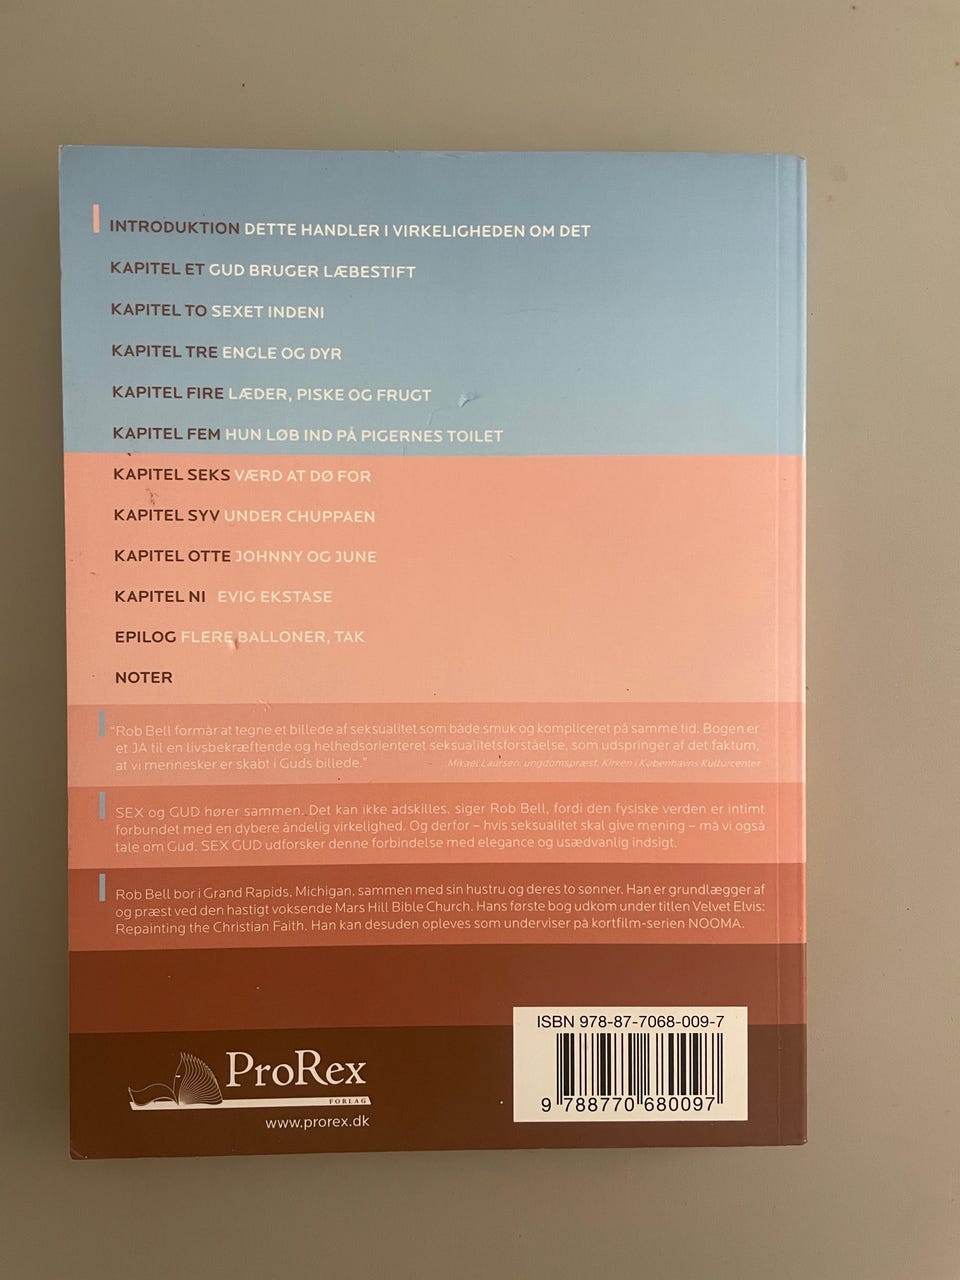 INTRODUKTION DETTE HANDLER I VIRKELIGHEDEN OM DET
KAPITEL ET GUD BRUGER LÆBESTIFT
KAPITEL TO SEXET INDENI
KAPITEL TRE ENGLE OG DYR
KAPITEL FIRE LÆDER, PISKE OG FRUGT
KAPITEL FEM HUN LØB IND PÅ PIGERNES TOILET
KAPITEL SEKS VÆRD AT DØ FOR
KAPITEL SYV UNDER CHUPPAEN
KAPITEL OTTE JOHNNY OG JUNE
KAPITEL NI EVIG EKSTASE
EPILOG FLERE BALLONER, TAK
NOTER
"Rob Bell formår at tegne et billede af seksualitet som både smuk og kompliceret på samme tid. Bogen er
et JA til en livsbekræftende og helhedsorienteret seksualitetsforståelse, som udspringer af det faktum,
at vi mennesker er skabt i Guds billede."
Mikael Laursen, ungdomspræst, Kirken i Københavns Kulturcenter
SEX og GUD hører sammen. Det kan ikke adskilles, siger Rob Bell, fordi den fysiske verden er intimt
forbundet med en dybere åndelig virkelighed. Og derfor – hvis seksualitet skal give mening – må vi også
tale om Gud. SEX GUD udforsker denne forbindelse med elegance og usædvanlig indsigt.
Rob Bell bor i Grand Rapids, Michigan, sammen med sin hustru og deres to sønner. Han er grundlægger af
og præst ved den hastigt voksende Mars Hill Bible Church. Hans første bog udkom under titlen Velvet Elvis:
Repainting the Christian Faith. Han kan desuden opleves som underviser på kortfilm-serien NOOMA.
ISBN 978-87-7068-009-7
9 788770 680097
ProRex
FORLAG
www.prorex.dk